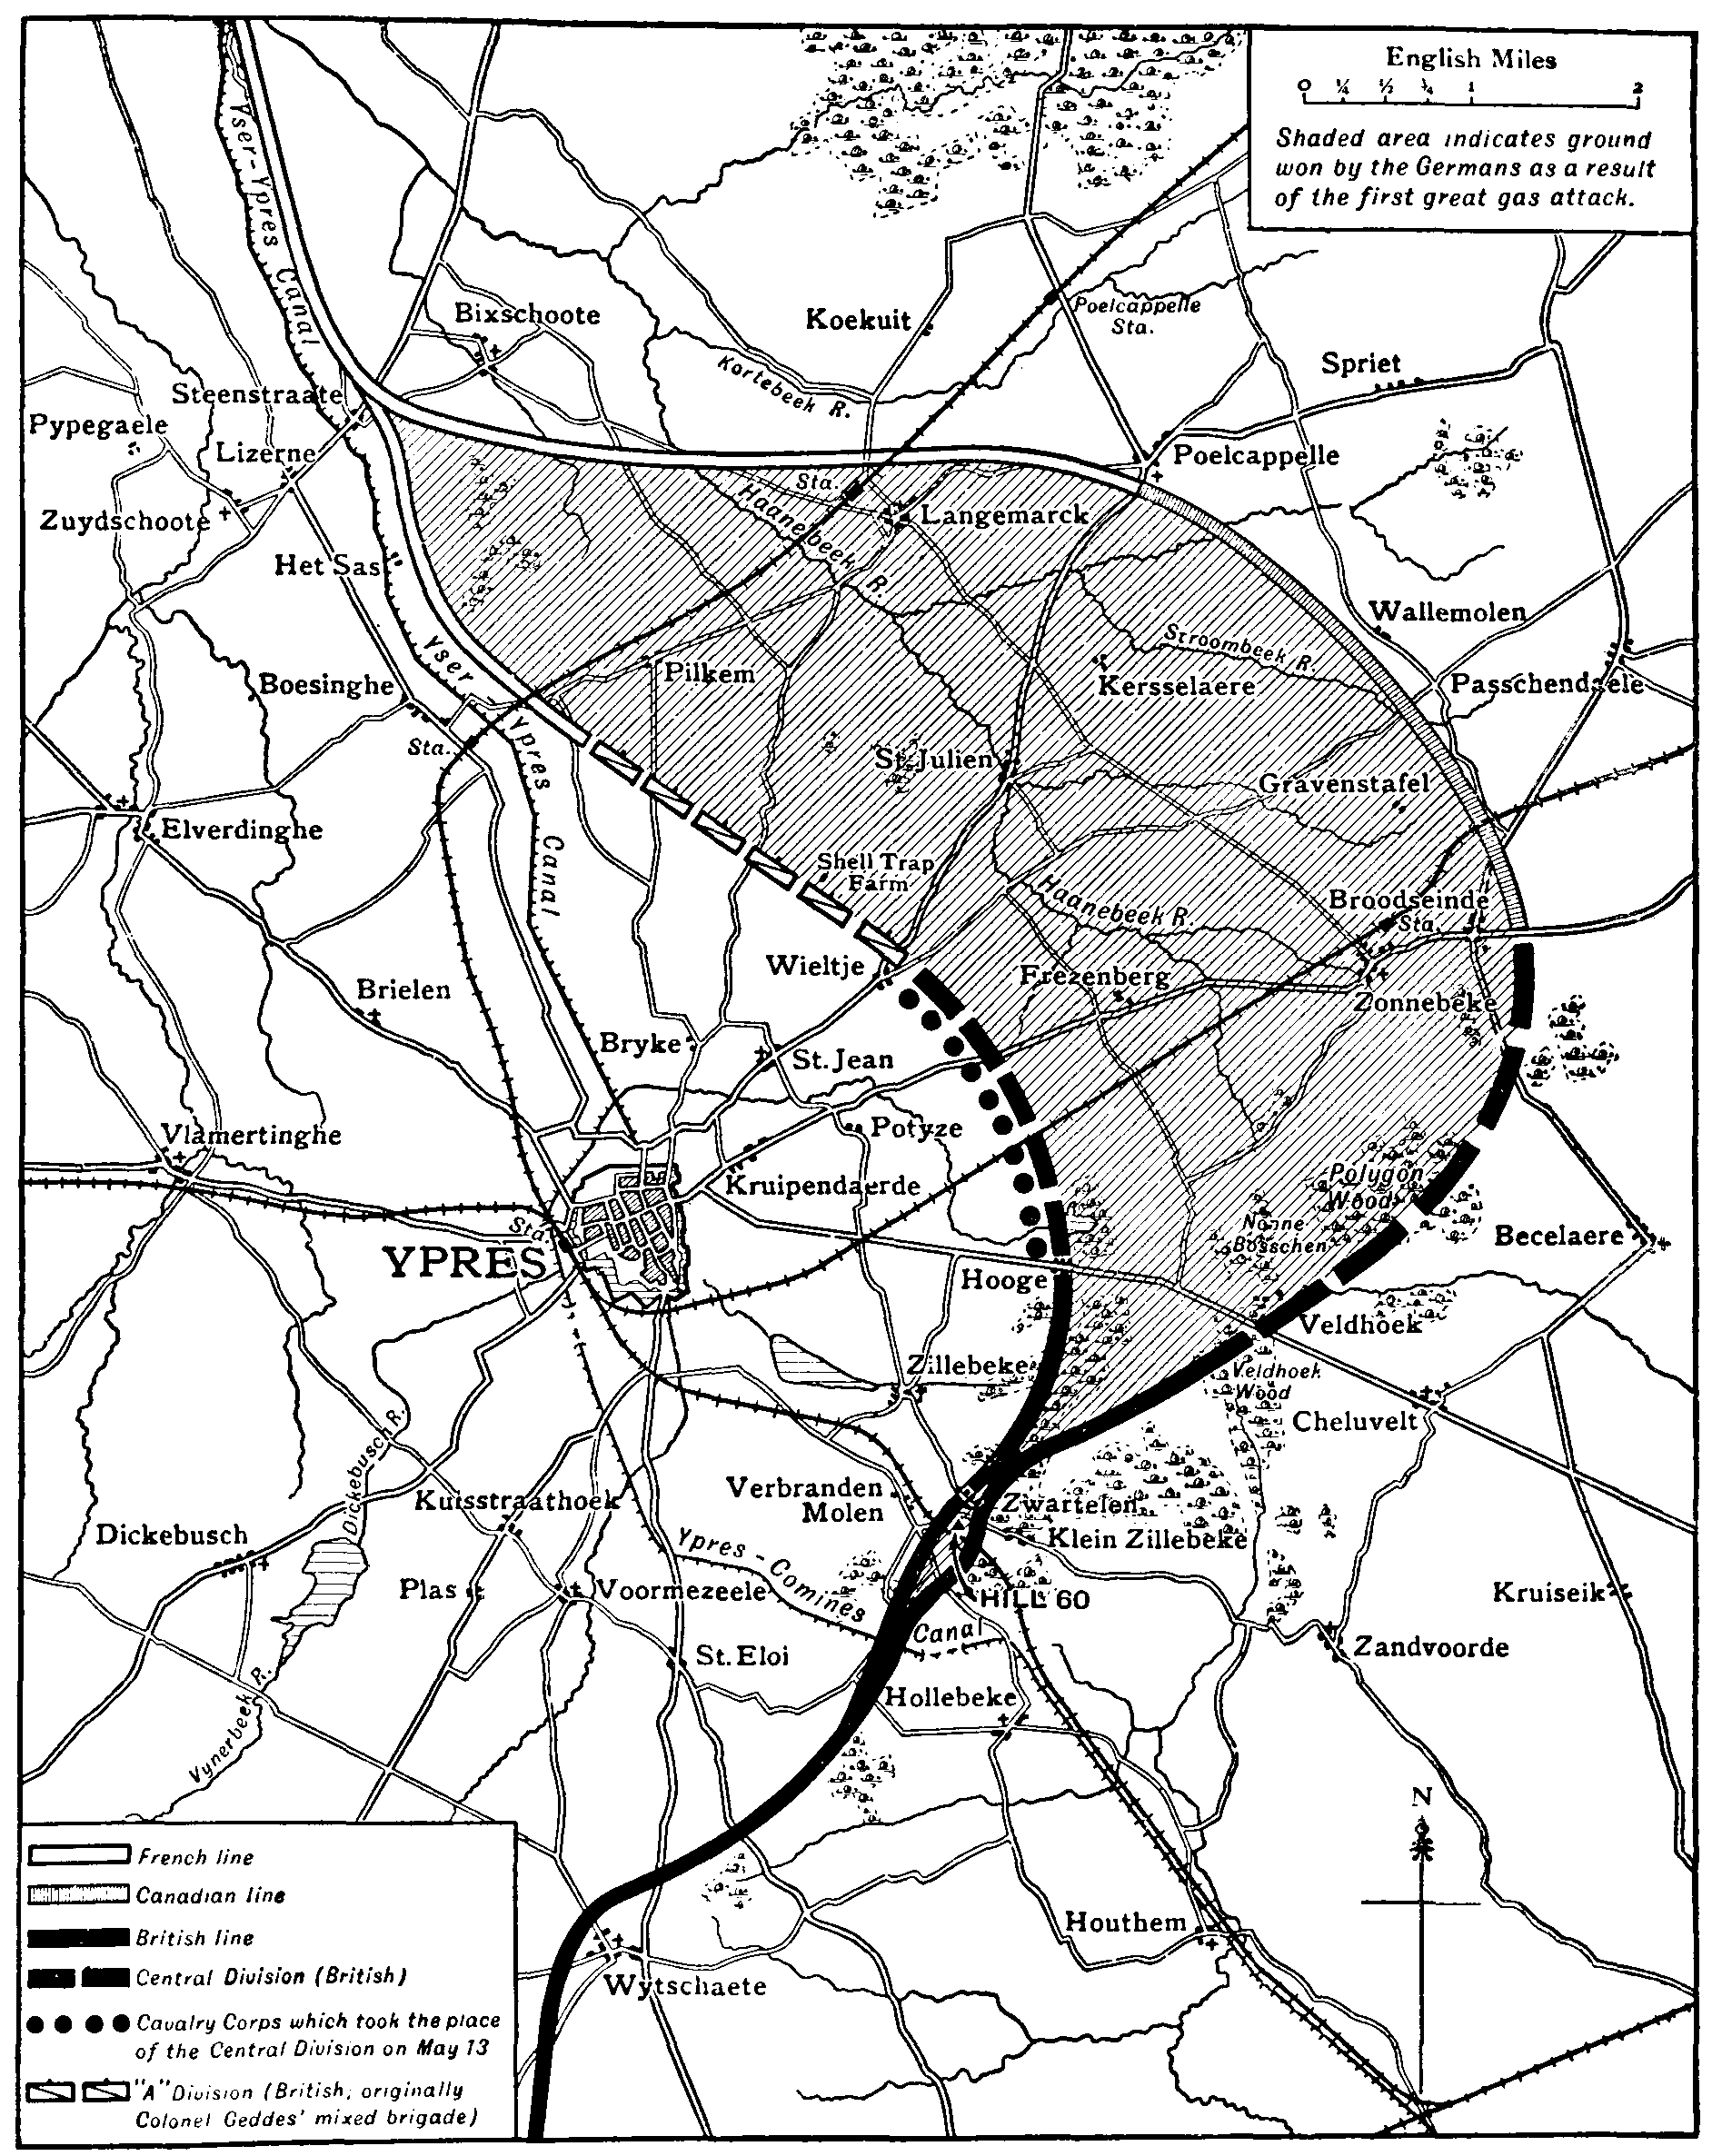 English Miles
0 ¼ ½ ¾ 1 2
Shaded area indicates ground
won by the Germans as a result
of the first great gas attack.
Yser-Ypres Canal
Bixschoote
Koekuit
Poelcappelle
Sta.
Kortebeek R.
Spriet
Steenstraate
Pypegaele
Lizerne
Poelcappelle
Sta.
Haanebeek R.
Langemarck
Zuydschoote
Het Sas
Wallemolen
Stroombeek R.
Yser - Ypres Canal
Pilkem
Kersselaere
Passchendaele
Boesinghe
Sta.
St. Julien
Gravenstafel
Elverdinghe
Shell Trap
Farm
Haanebeek R.
Broodseinde
Sta.
Wieltje
Frezenberg
Zonnebeke
Brielen
Bryke
St. Jean
Potyze
Vlamertinghe
Polygon
Wood
Kruipendaerde
Nonne
Bosschen
Becelaere
Sta.
YPRES
Hooge
Veldhoek
Zillebeke
Veldhoek
Wood
Cheluvelt
Dickebusch R.
Verbranden
Molen
Zwartelen
Kuisstraathoek
Klein Zillebeke
Dickebusch
Ypres - Comines Canal
Plas
Voormezeele
HILL 60
Kruiseik
St. Eloi
Zandvoorde
Vynerbeek R.
Hollebeke
N
Houthem
Wytschaete
French line
Canadian line
British line
Central Division (British)
Cavalry Corps which took the place
of the Central Division on May 13
"A" Division (British, originally
Colonel Geddes' mixed brigade)